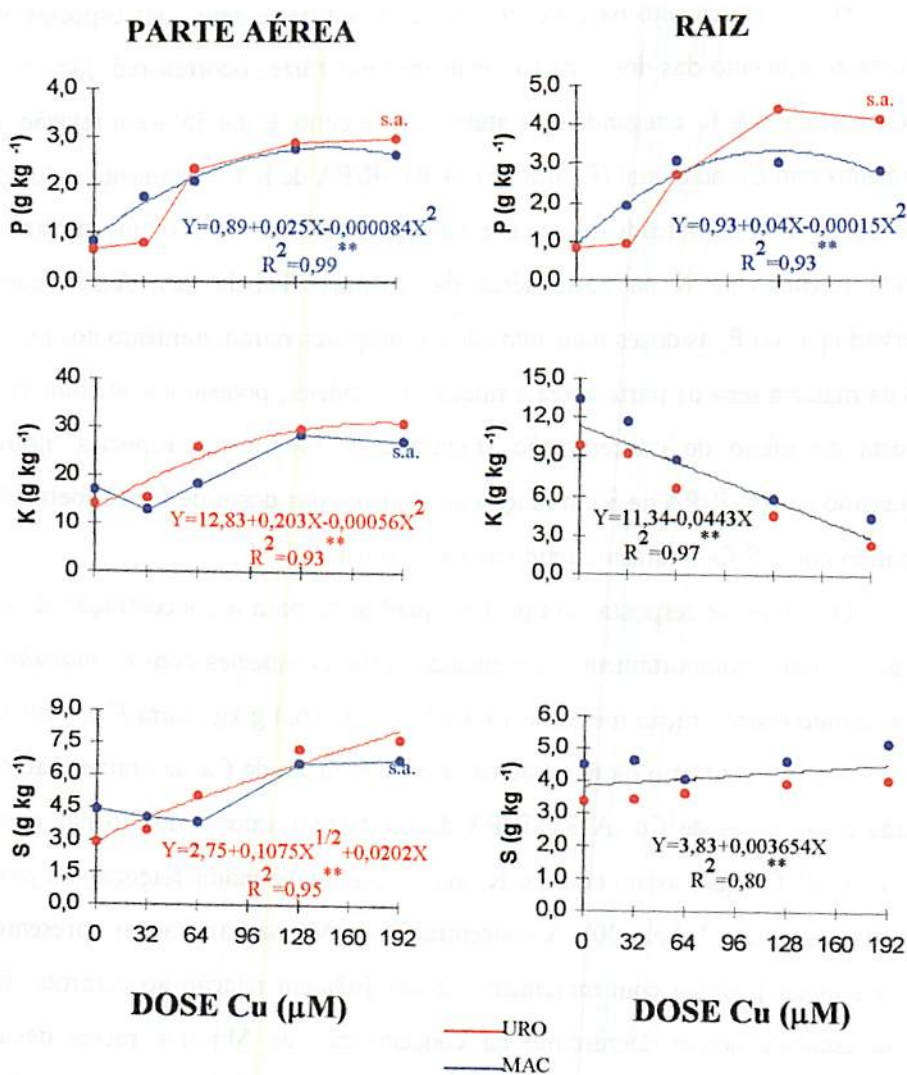 PARTE AÉREA
RAIZ
P (g kg -1)
4,0
3,0
2,0
1,0
0,0
s.a.
Y=0,89+0,025X-0,000084X2
R2=0,99**
P (g kg -1)
5,0
4,0
3,0
2,0
1,0
0,0
s.a.
Y=0,93+0,04X-0,00015X2
R2=0,93**
K (g kg -1)
40
30
20
10
0
s.a.
Y=12,83+0,203X-0,00056X2
R2=0,93**
K (g kg -1)
15,0
12,0
9,0
6,0
3,0
0,0
Y=11,34-0,0443X
R2=0,97**
S (g kg -1)
9,0
7,5
6,0
4,5
3,0
1,5
0,0
s.a.
Y=2,75+0,1075X1/2+0,0202X
R2=0,95**
0 32 64 96 128 160 192
S (g kg -1)
6,0
5,0
4,0
3,0
2,0
1,0
0,0
Y=3,83+0,003654X
R2=0,80**
0 32 64 96 128 160 192
DOSE Cu (µM)
DOSE Cu (µM)
URO
MAC